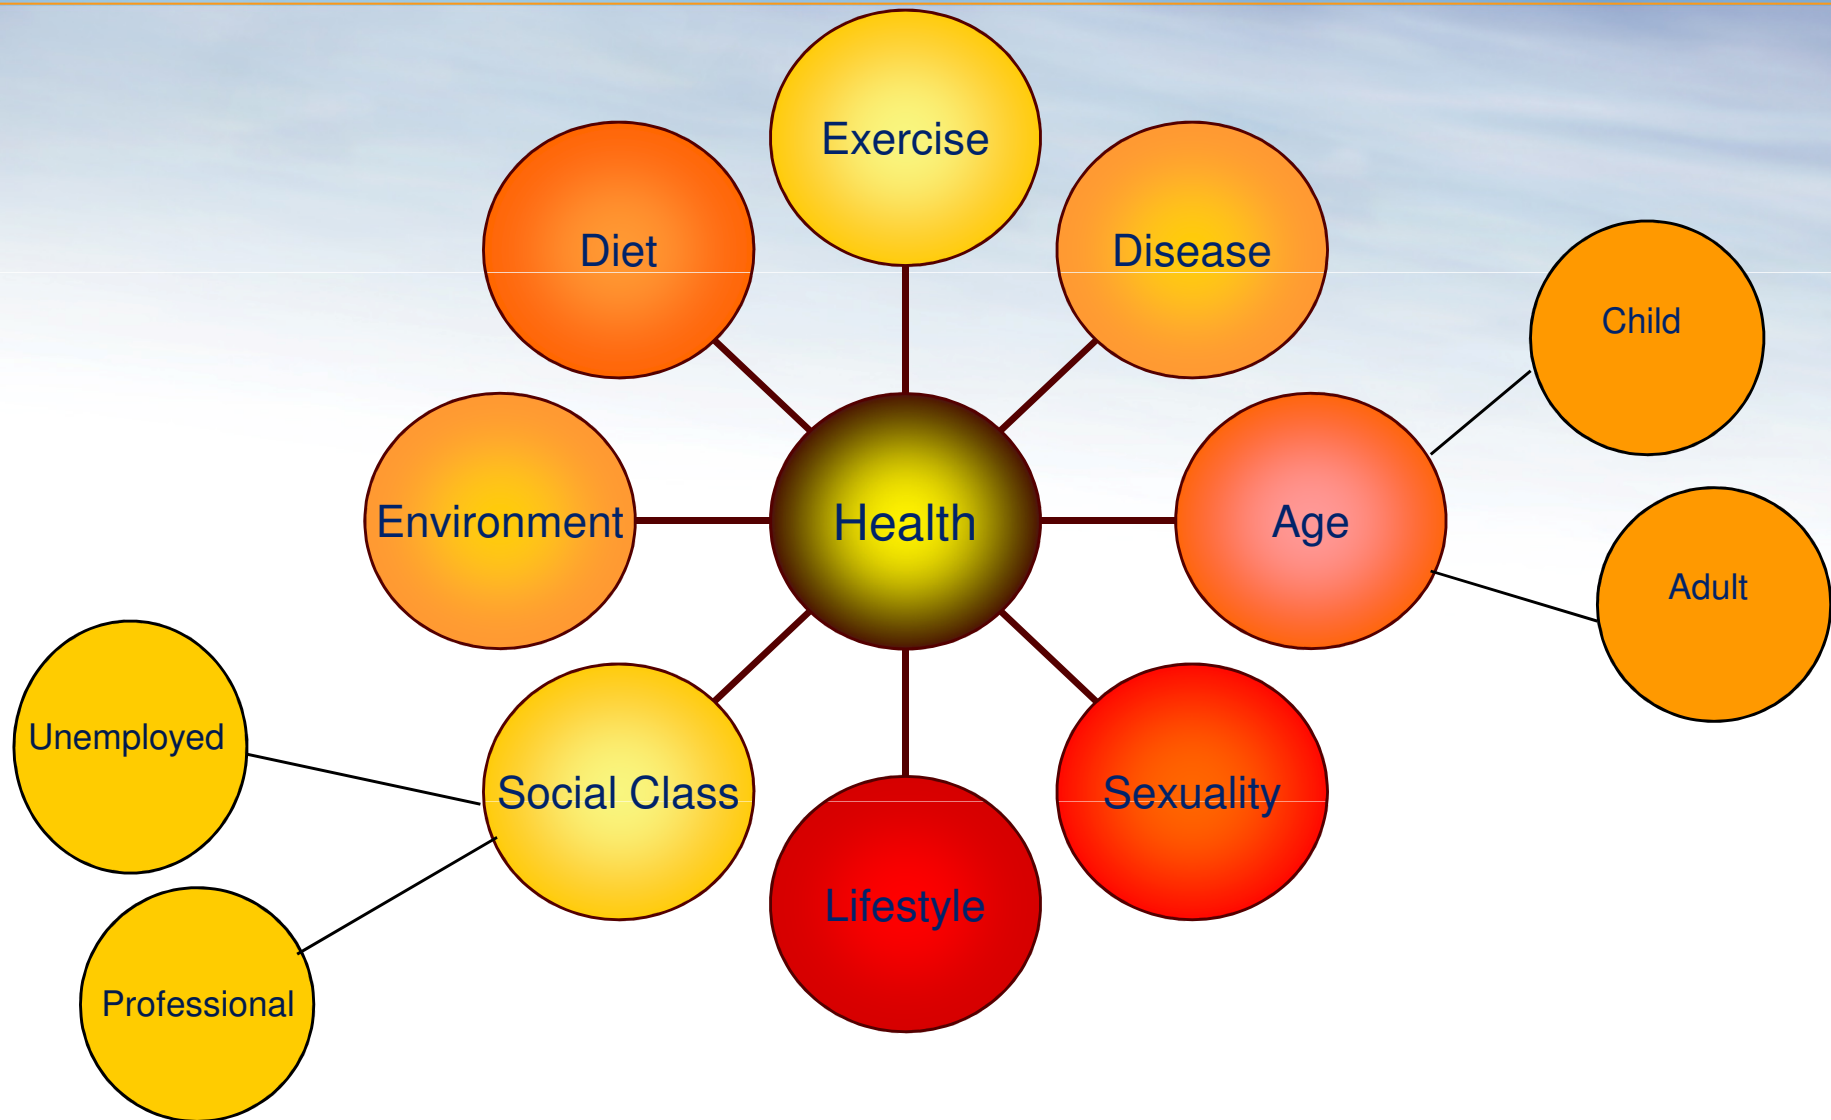 Exercise
Diet
Disease
Child
Environment
Health
Age
Adult
Unemployed
Social Class
Sexuality
Lifestyle
Professional